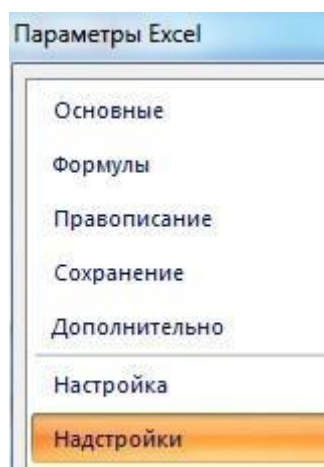 Параметры Excel
Основные
Формулы
Правописание
Сохранение
Дополнительно
Настройка
Надстройки